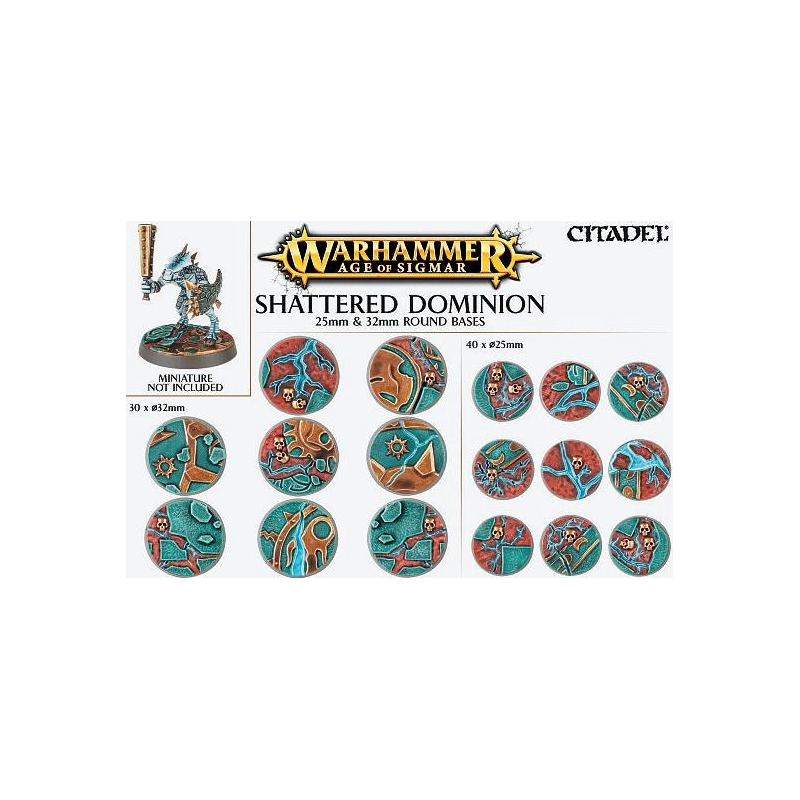 WARHAMMER
AGE OF SIGMAR
CITADEL
SHATTERED DOMINION
25mm & 32mm ROUND BASES
MINIATURE
NOT INCLUDED
30 x ø32mm
40 x ø25mm